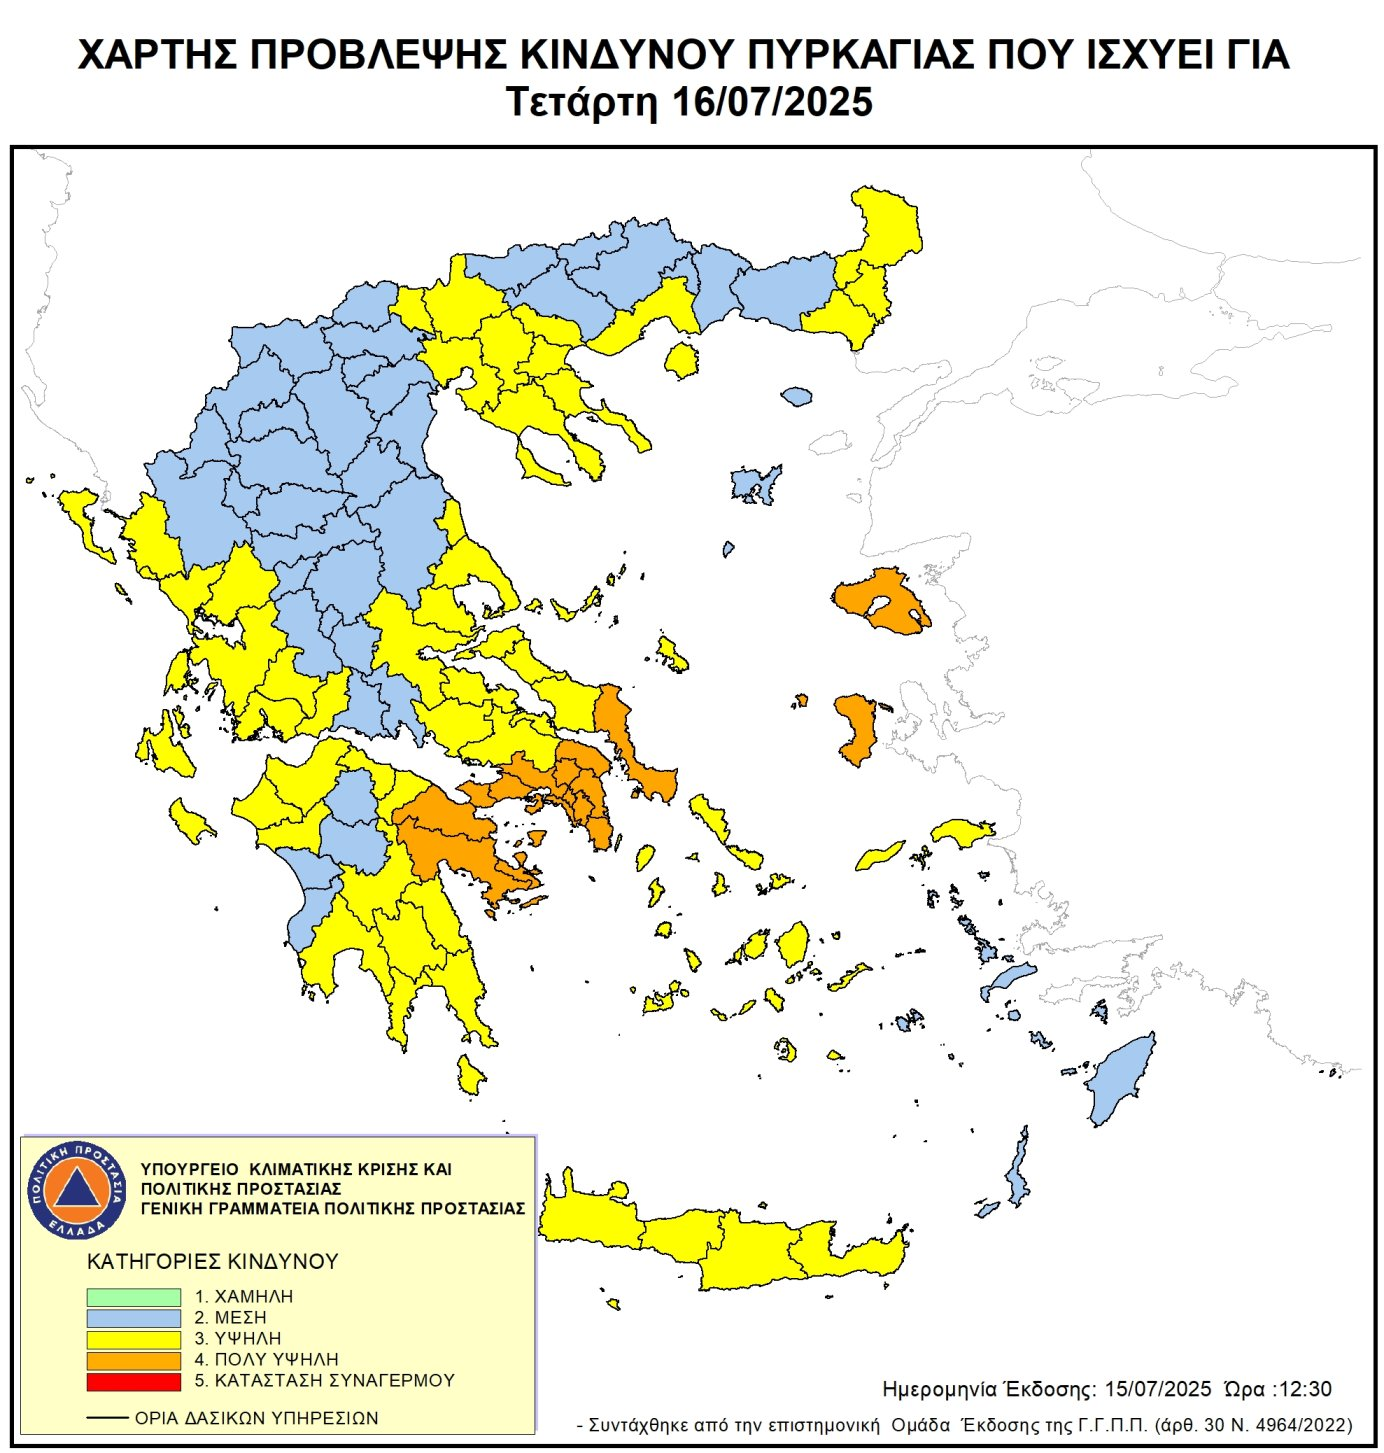 ΧΑΡΤΗΣ ΠΡΟΒΛΕΨΗΣ ΚΙΝΔΥΝΟΥ ΠΥΡΚΑΓΙΑΣ ΠΟΥ ΙΣΧΥΕΙ ΓΙΑ
Τετάρτη 16/07/2025
ΠΟΛΙΤΙΚΗ ΠΡΟΣΤΑΣΙΑ
ΕΛΛΑΔΑ
ΥΠΟΥΡΓΕΙΟ ΚΛΙΜΑΤΙΚΗΣ ΚΡΙΣΗΣ ΚΑΙ
ΠΟΛΙΤΙΚΗΣ ΠΡΟΣΤΑΣΙΑΣ
ΓΕΝΙΚΗ ΓΡΑΜΜΑΤΕΙΑ ΠΟΛΙΤΙΚΗΣ ΠΡΟΣΤΑΣΙΑΣ
ΚΑΤΗΓΟΡΙΕΣ ΚΙΝΔΥΝΟΥ
1. ΧΑΜΗΛΗ
2. ΜΕΣΗ
3. ΥΨΗΛΗ
4. ΠΟΛΥ ΥΨΗΛΗ
5. ΚΑΤΑΣΤΑΣΗ ΣΥΝΑΓΕΡΜΟΥ
ΟΡΙΑ ΔΑΣΙΚΩΝ ΥΠΗΡΕΣΙΩΝ
Ημερομηνία Έκδοσης: 15/07/2025 Ώρα :12:30
- Συντάχθηκε από την επιστημονική Ομάδα Έκδοσης της Γ.Γ.Π.Π. (άρθ. 30 Ν. 4964/2022)